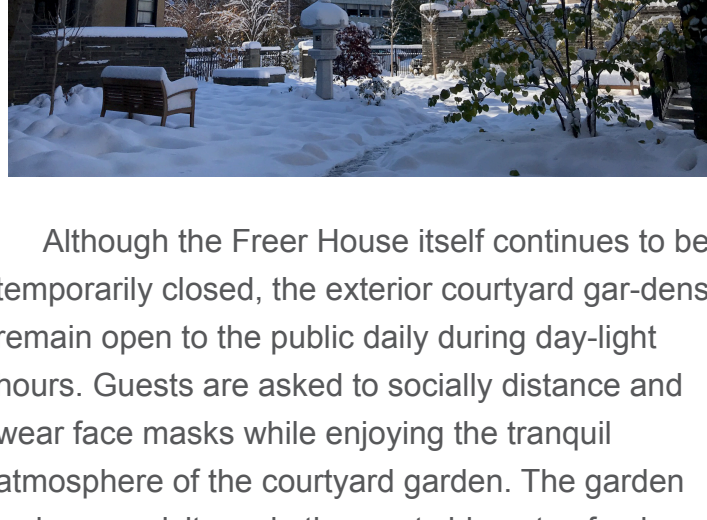 Although the Freer House itself continues to be
temporarily closed, the exterior courtyard gar-dens
remain open to the public daily during day-light
hours. Guests are asked to socially distance and
wear face masks while enjoying the tranquil
atmosphere of the courtyard garden. The garden